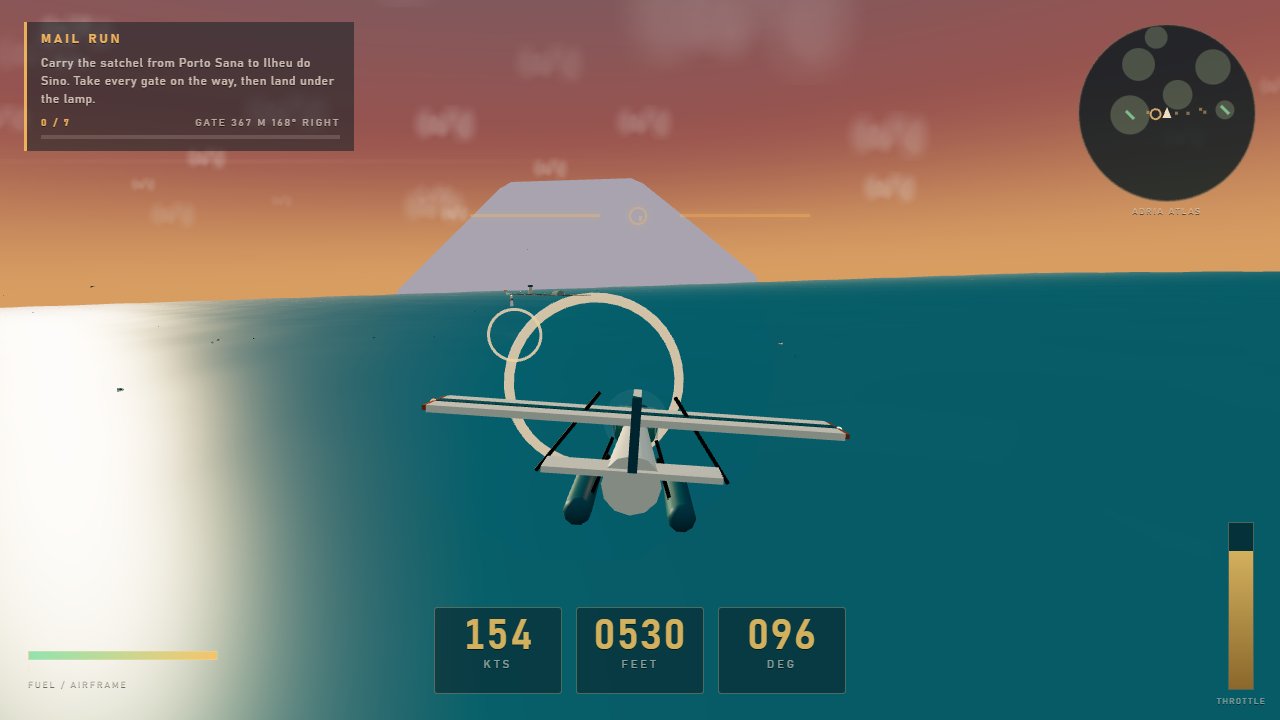 MAIL RUN
Carry the satchel from Porto Sana to Ilheu do
Sino. Take every gate on the way, then land under
the lamp.
0 / 7
GATE 367 M 168° RIGHT
ADRIA ATLAS
154
KTS
0530
FEET
096
DEG
FUEL / AIRFRAME
THROTTLE